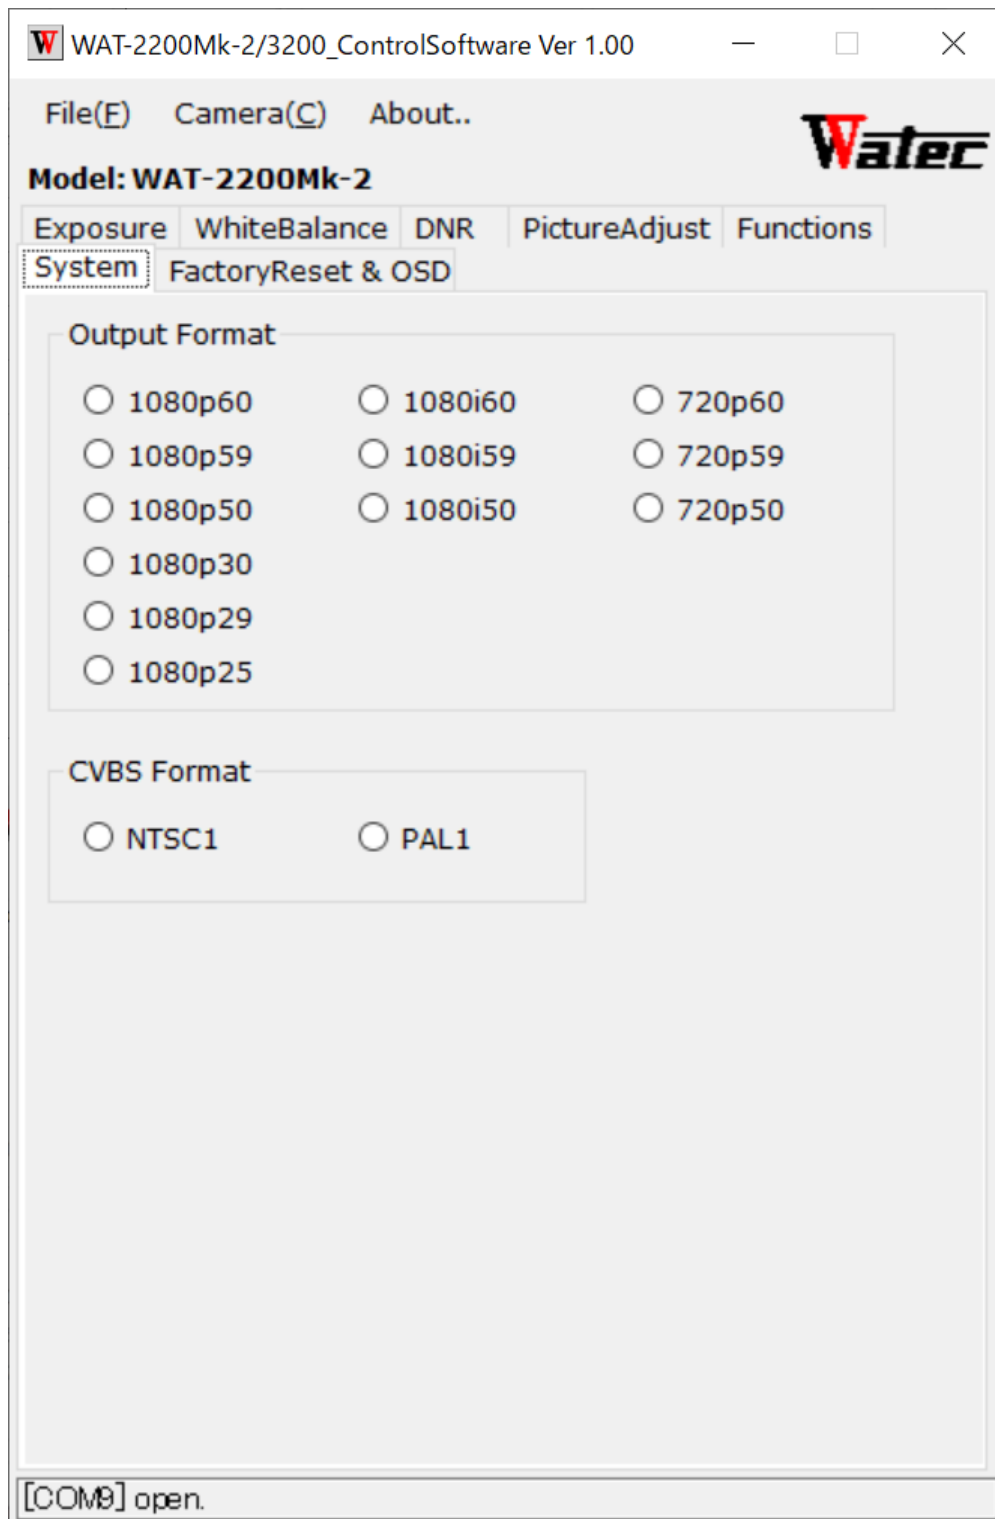 WAT-2200Mk-2/3200_ControlSoftware Ver 1.00
File(F) Camera(C) About..
Watec
Model: WAT-2200Mk-2
Exposure WhiteBalance DNR PictureAdjust Functions
System FactoryReset & OSD
Output Format
1080p60 1080i60 720p60
1080p59 1080i59 720p59
1080p50 1080i50 720p50
1080p30
1080p29
1080p25
CVBS Format
NTSC1 PAL1
[COM9] open.